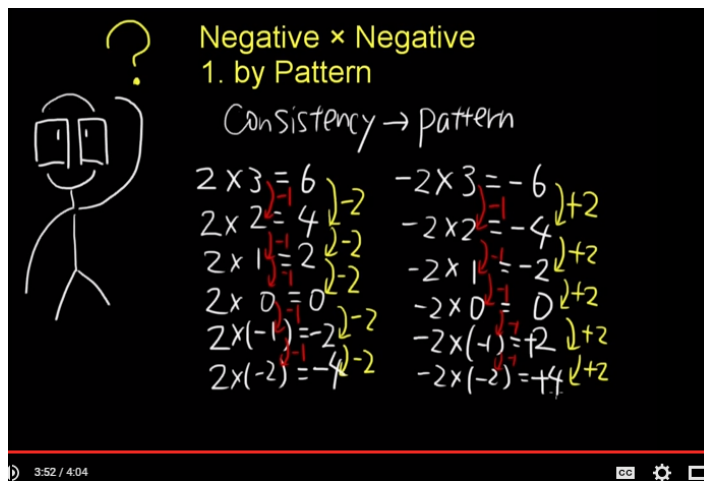 ?
Negative × Negative
1. by Pattern
Consistency → pattern
2 × 3 = 6
-1
-2
2 × 2 = 4
-1
-2
2 × 1 = 2
-1
-2
2 × 0 = 0
-1
-2
2×(-1) = -2
-1
-2
2×(-2) = -4
-2 × 3 = - 6
-1
+2
-2 × 2 = -4
-1
+2
-2 × 1 = -2
-1
+2
-2 × 0 = 0
-1
+2
-2 × (-1) = +2
-1
+2
-2 × (-2) = +4
3:52 / 4:04
CC